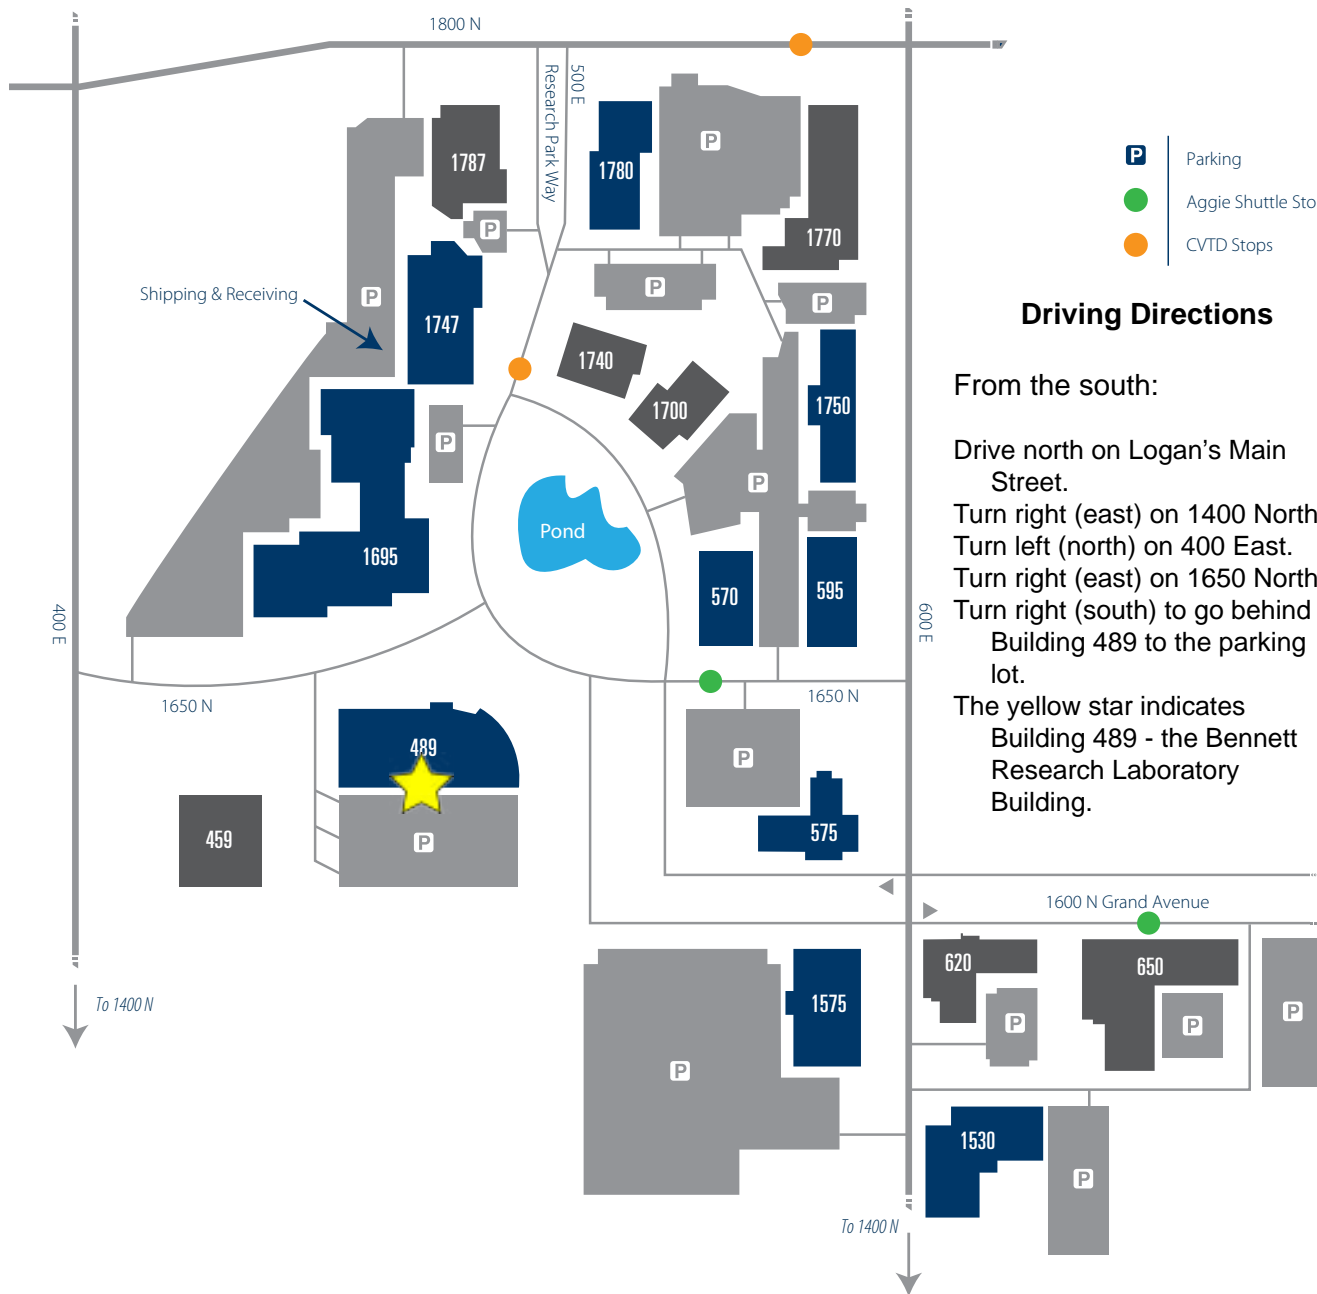 1800 N
500 E
Research Park Way
1787
P
1780
P
1770
P
Parking
Aggie Shuttle Sto
CVTD Stops
Shipping & Receiving
P
1747
P
P
Driving Directions
From the south:
Drive north on Logan's Main
Street.
Turn right (east) on 1400 North
Turn left (north) on 400 East.
Turn right (east) on 1650 North
Turn right (south) to go behind
Building 489 to the parking
lot.
The yellow star indicates
Building 489 - the Bennett
Research Laboratory
Building.
1740
1700
1750
P
P
Pond
1695
570
595
400 E
600 E
1650 N
1650 N
489
P
459
P
575
1600 N Grand Avenue
620
650
P
P
P
To 1400 N
1575
P
1530
P
To 1400 N